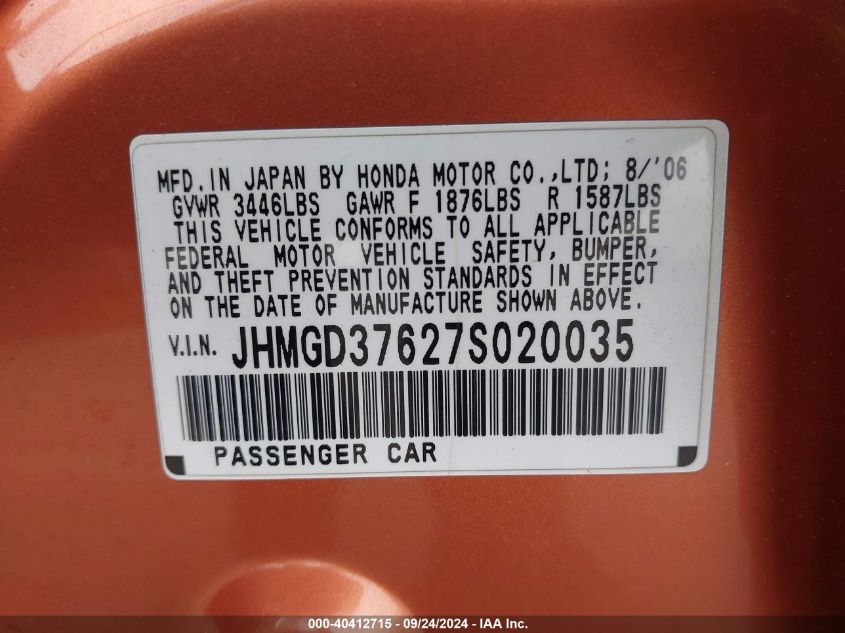 MFD. IN JAPAN BY HONDA MOTOR CO.,LTD; 8/'06
GVWR 3446LBS GAWR F 1876LBS R 1587LBS
THIS VEHICLE CONFORMS TO ALL APPLICABLE
FEDERAL MOTOR VEHICLE SAFETY, BUMPER,
AND THEFT PREVENTION STANDARDS IN EFFECT
ON THE DATE OF MANUFACTURE SHOWN ABOVE.
V.I.N. JHMGD37627S020035
PASSENGER CAR
000-40412715 - 09/24/2024 - IAA Inc.